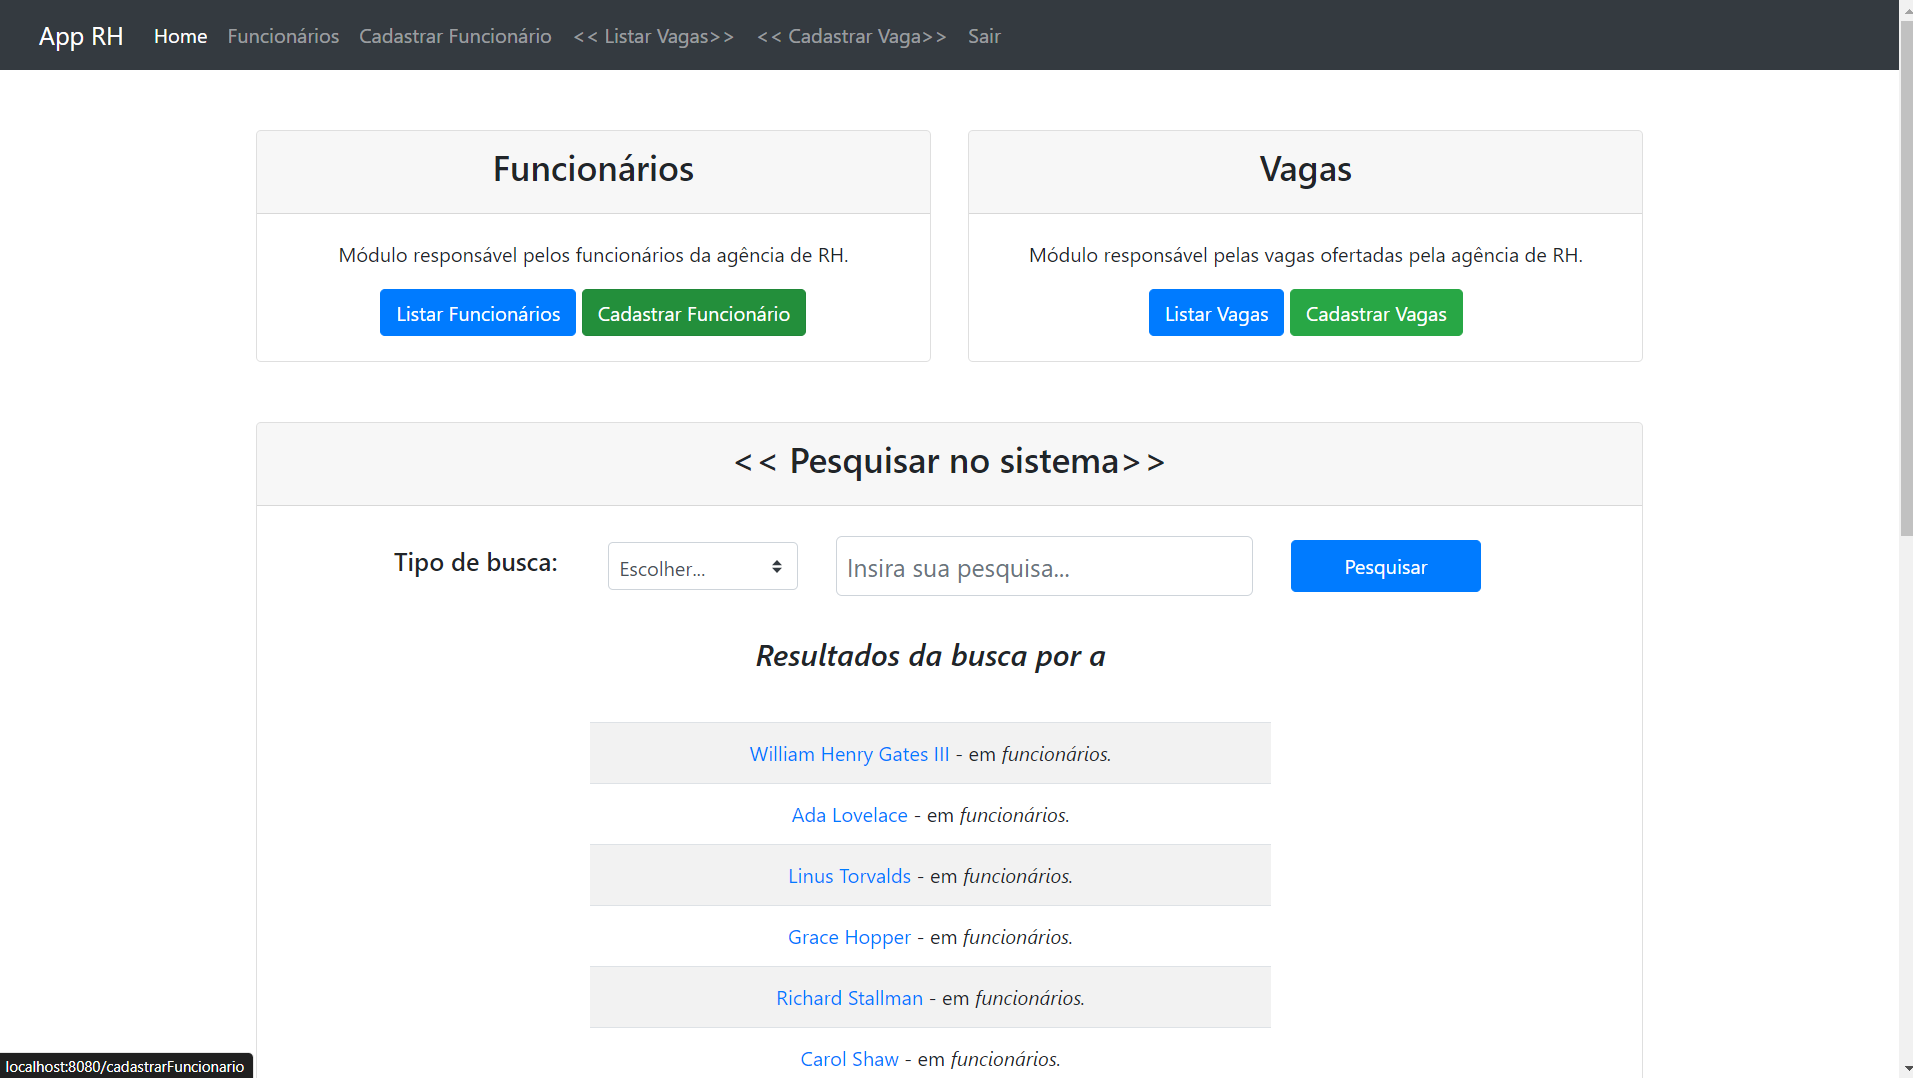 App RH Home Funcionários Cadastrar Funcionário << Listar Vagas>> << Cadastrar Vaga>> Sair
Funcionários
Módulo responsável pelos funcionários da agência de RH.
Listar Funcionários Cadastrar Funcionário
Vagas
Módulo responsável pelas vagas ofertadas pela agência de RH.
Listar Vagas Cadastrar Vagas
<< Pesquisar no sistema>>
Tipo de busca: Escolher... Insira sua pesquisa... Pesquisar
Resultados da busca por a
William Henry Gates III - em funcionários.
Ada Lovelace - em funcionários.
Linus Torvalds - em funcionários.
Grace Hopper - em funcionários.
Richard Stallman - em funcionários.
Carol Shaw - em funcionários.
localhost:8080/cadastrarFuncionario